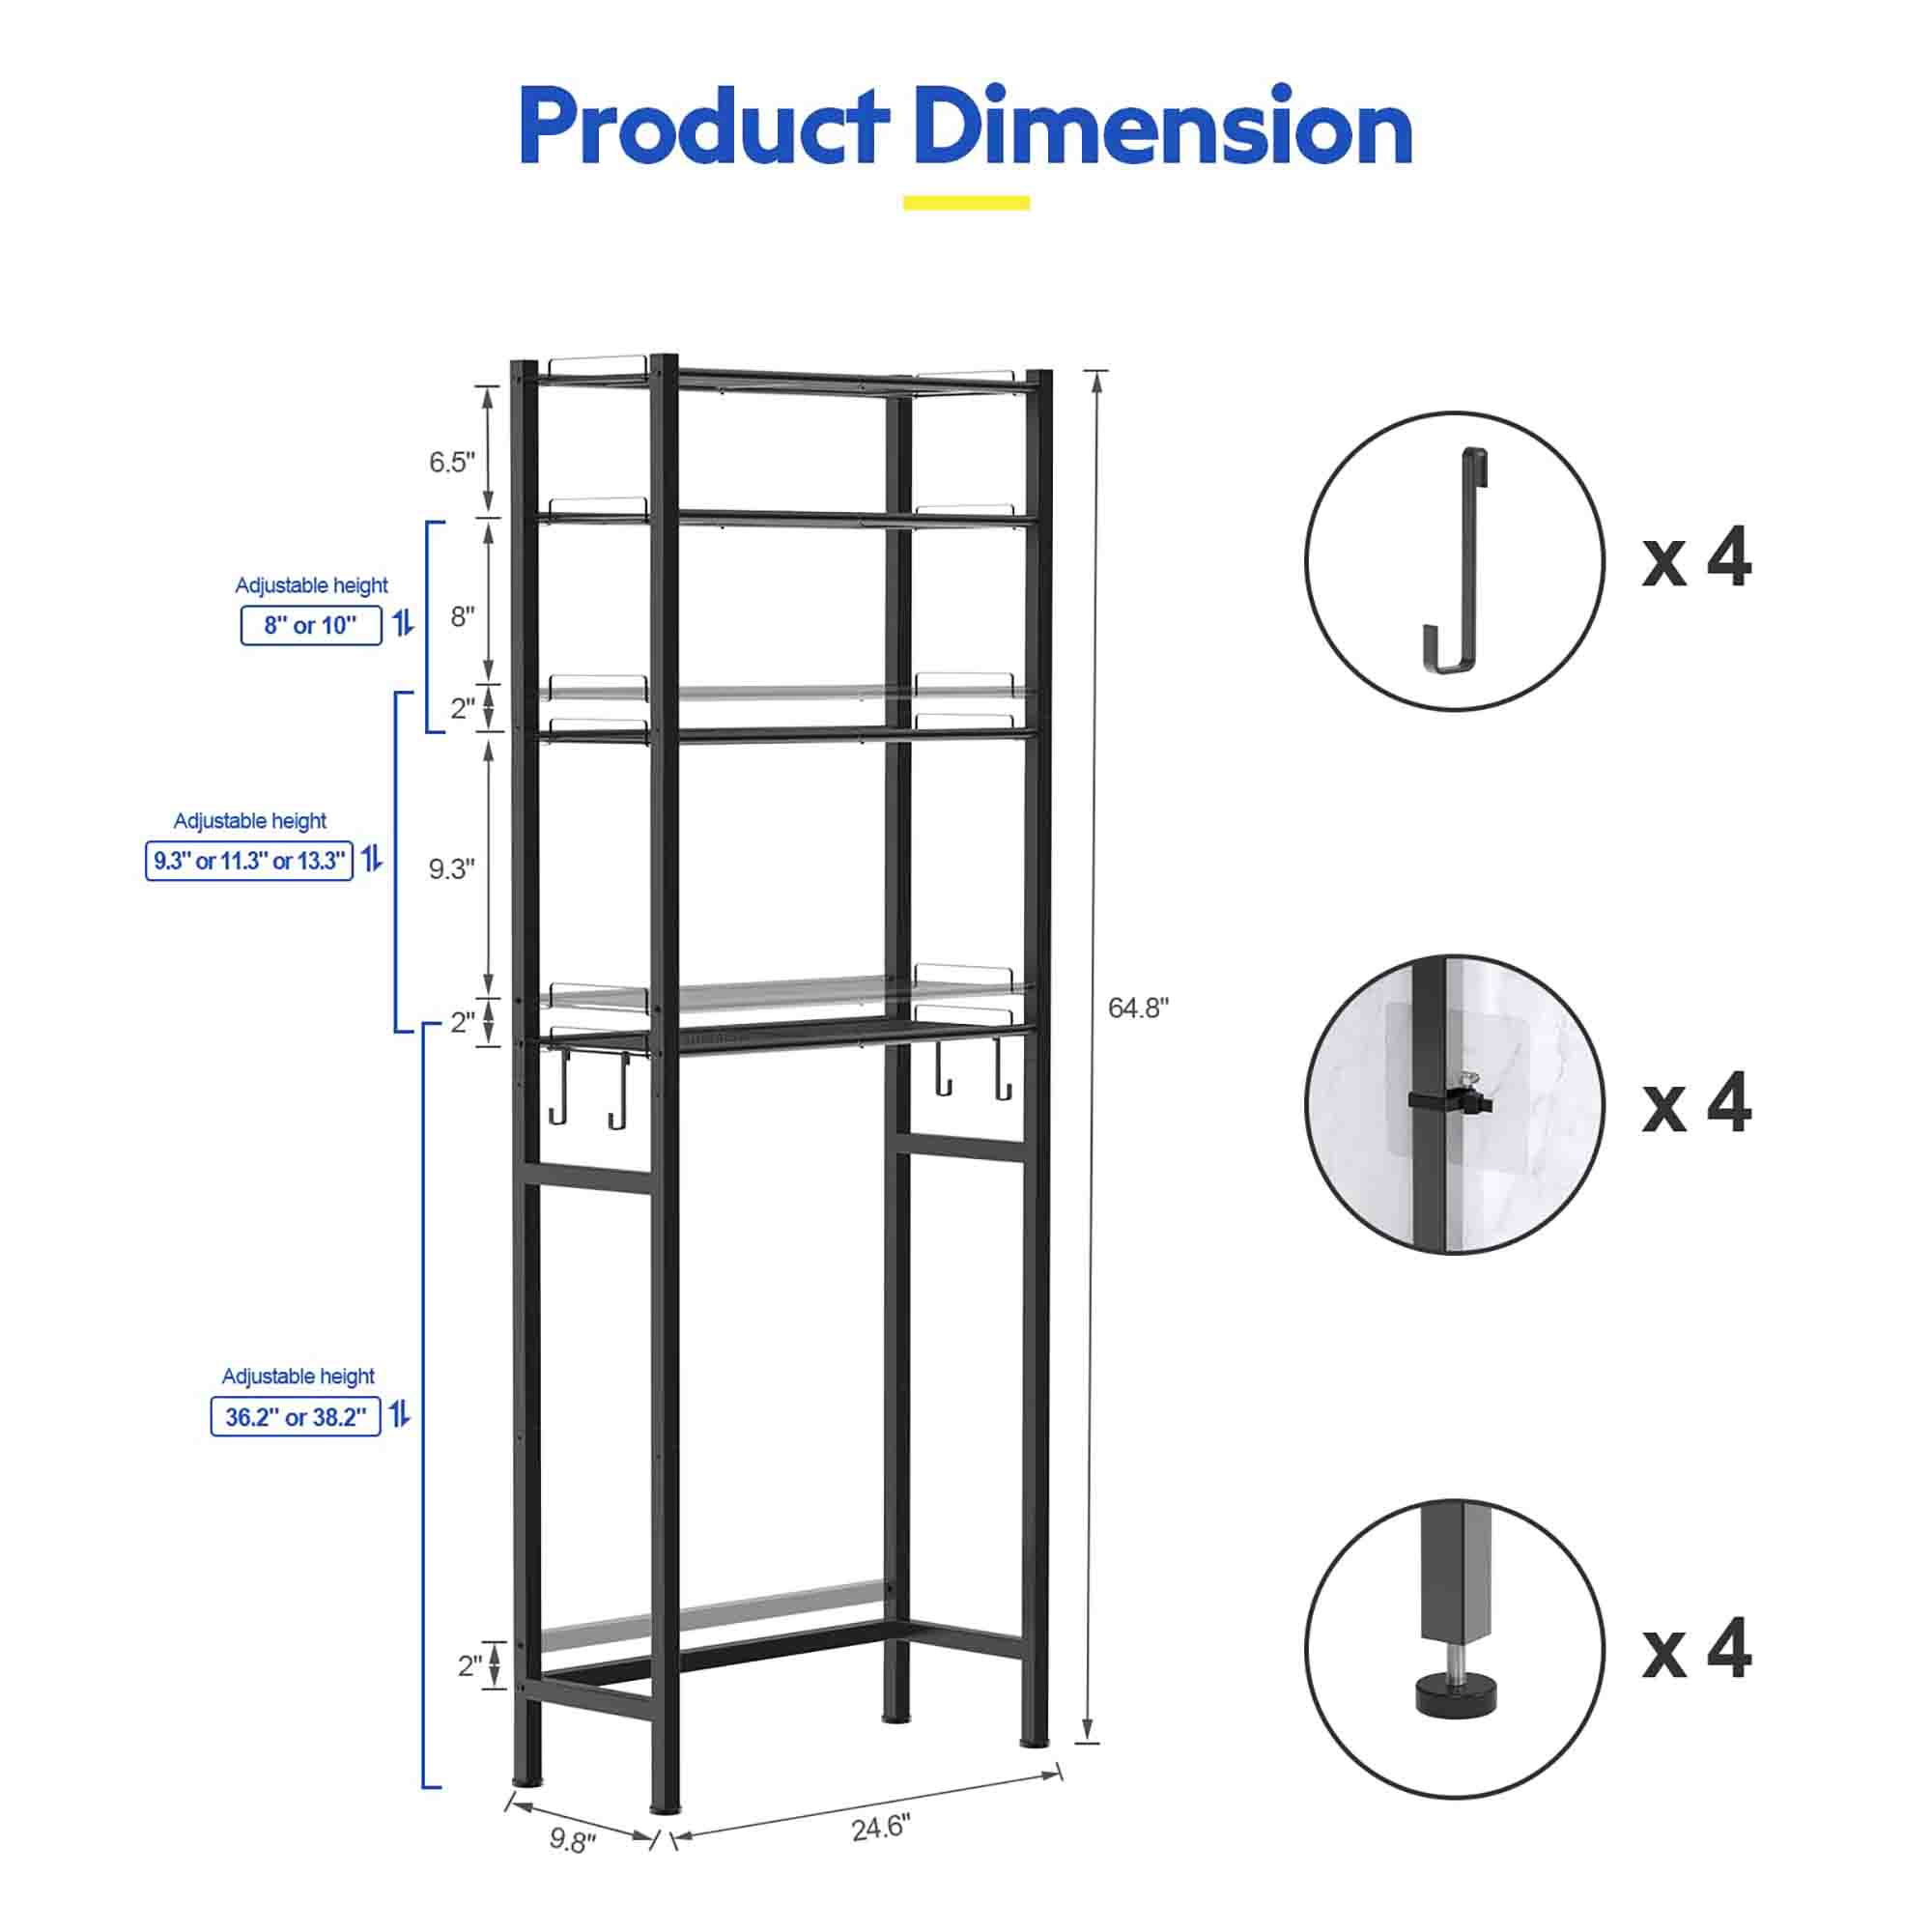 Product Dimension
6.5"
Adjustable height
8" or 10"
8"
2"
Adjustable height
9.3" or 11.3" or 13.3"
9.3"
2"
64.8"
Adjustable height
36.2" or 38.2"
2"
9.8"
24.6"
x 4
x 4
x 4